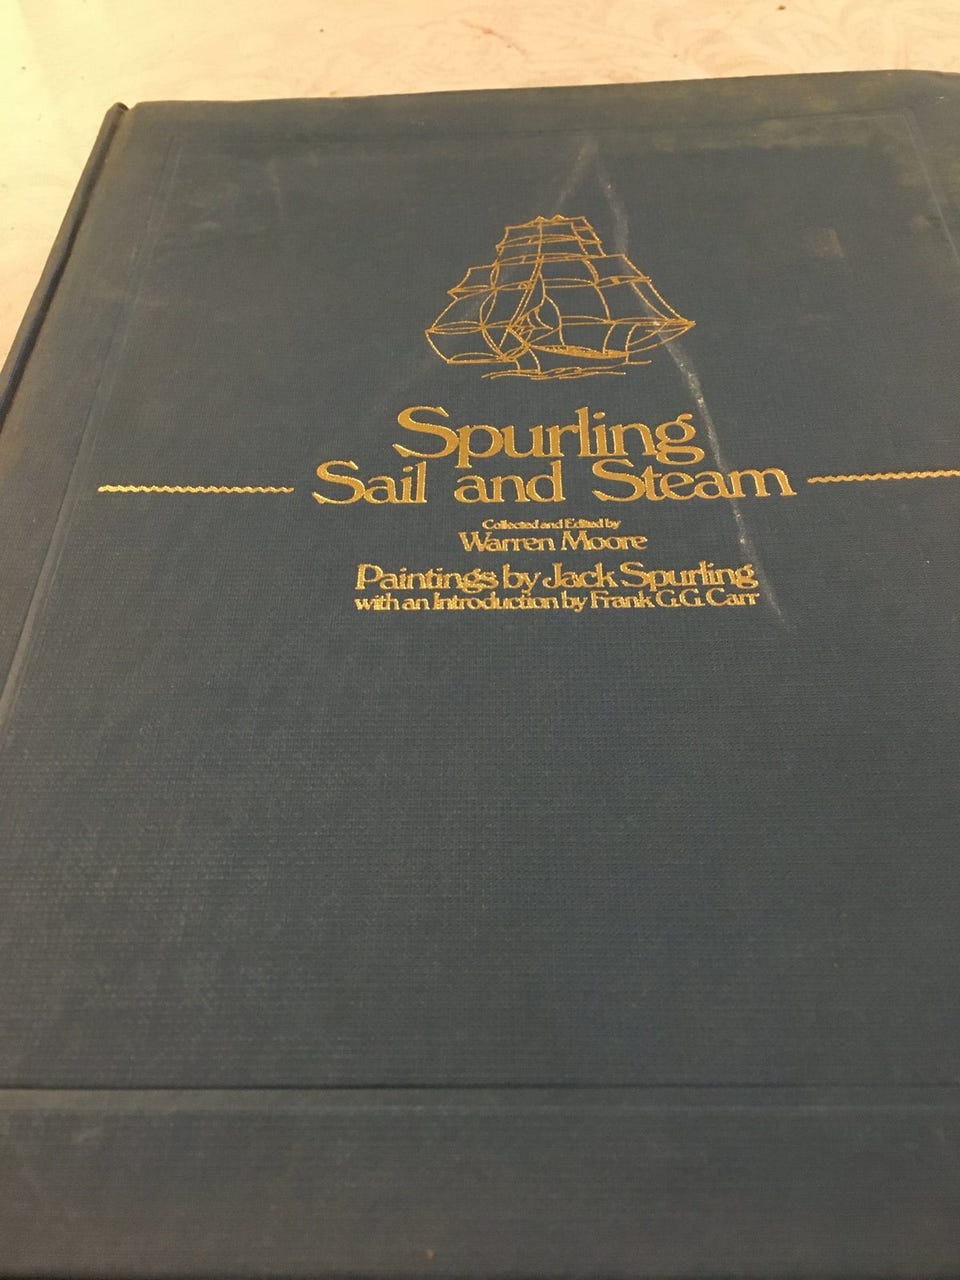 Spurling
Sail and Steam
Collected and Edited by
Warren Moore
Paintings by Jack Spurling
with an Introduction by Frank G.G. Carr